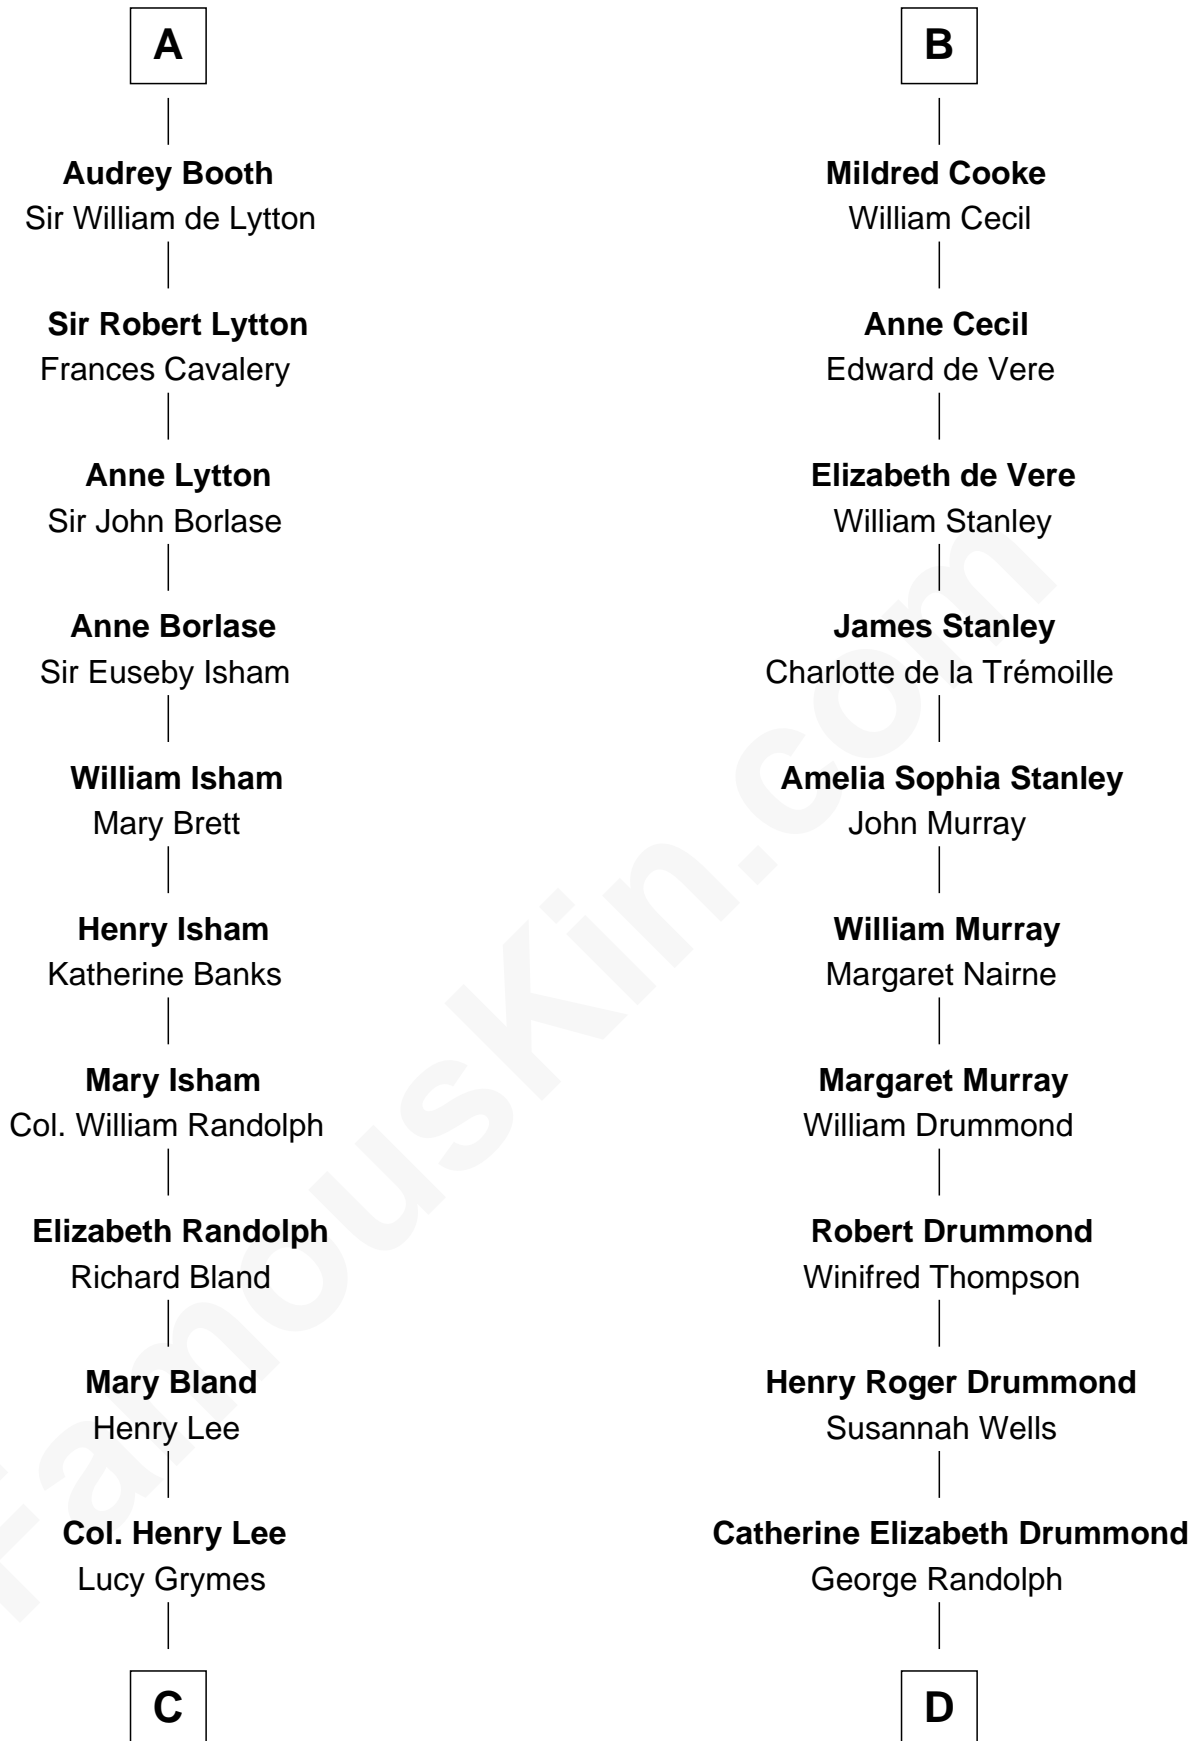 A
Audrey Booth
Sir William de Lytton
Sir Robert Lytton
Frances Cavalery
Anne Lytton
Sir John Borlase
Anne Borlase
Sir Euseby Isham
William Isham
Mary Brett
Henry Isham
Katherine Banks
Mary Isham
Col. William Randolph
Elizabeth Randolph
Richard Bland
Mary Bland
Henry Lee
Col. Henry Lee
Lucy Grymes
C
B
Mildred Cooke
William Cecil
Anne Cecil
Edward de Vere
Elizabeth de Vere
William Stanley
James Stanley
Charlotte de la Trémoille
Amelia Sophia Stanley
John Murray
William Murray
Margaret Nairne
Margaret Murray
William Drummond
Robert Drummond
Winifred Thompson
Henry Roger Drummond
Susannah Wells
Catherine Elizabeth Drummond
George Randolph
D
FamousKin.com